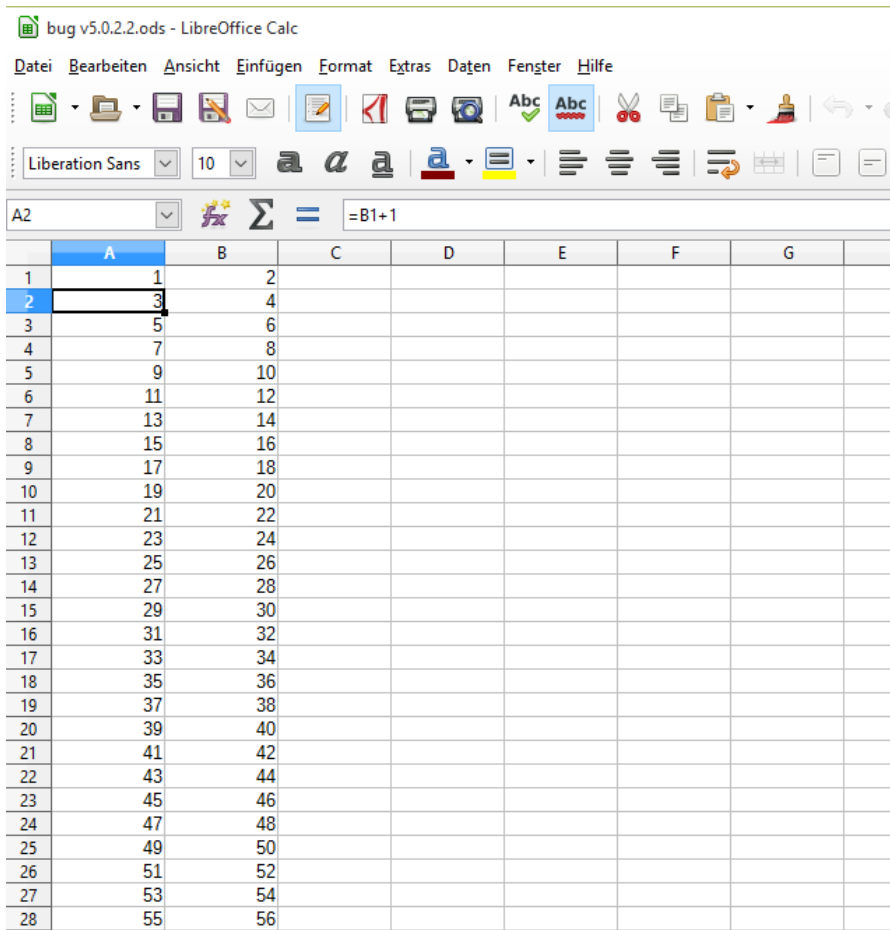 bug v5.0.2.2.ods - LibreOffice Calc
Datei Bearbeiten Ansicht Einfügen Format Extras Daten Fenster Hilfe
Abc Abc
Liberation Sans 10 a a a a
A2 fx Σ = =B1+1
A B C D E F G
1 1 2
2 3 4
3 5 6
4 7 8
5 9 10
6 11 12
7 13 14
8 15 16
9 17 18
10 19 20
11 21 22
12 23 24
13 25 26
14 27 28
15 29 30
16 31 32
17 33 34
18 35 36
19 37 38
20 39 40
21 41 42
22 43 44
23 45 46
24 47 48
25 49 50
26 51 52
27 53 54
28 55 56